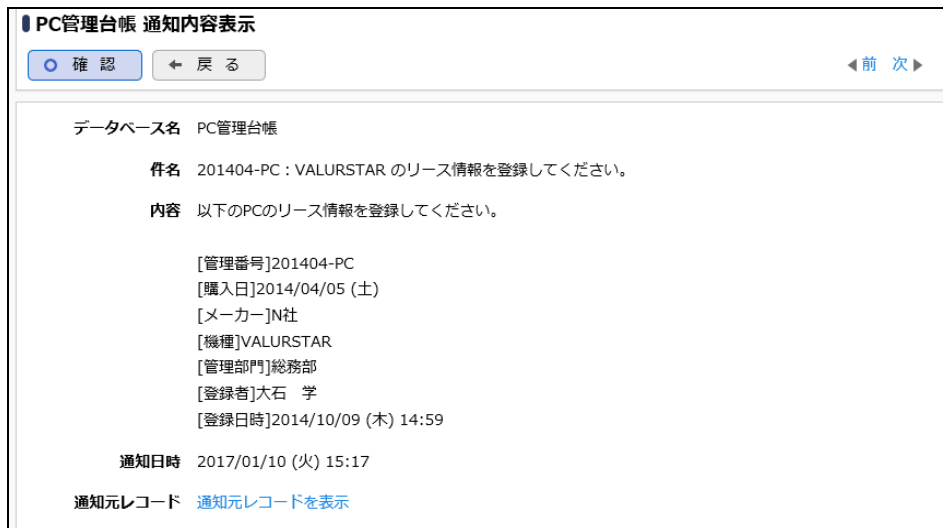 PC管理台帳 通知内容表示
確 認
戻 る
前 次
データベース名 PC管理台帳
件名 201404-PC：VALURSTAR のリース情報を登録してください。
内容 以下のPCのリース情報を登録してください。
[管理番号]201404-PC
[購入日]2014/04/05 (土)
[メーカー]N社
[機種]VALURSTAR
[管理部門]総務部
[登録者]大石　学
[登録日時]2014/10/09 (木) 14:59
通知日時 2017/01/10 (火) 15:17
通知元レコード 通知元レコードを表示